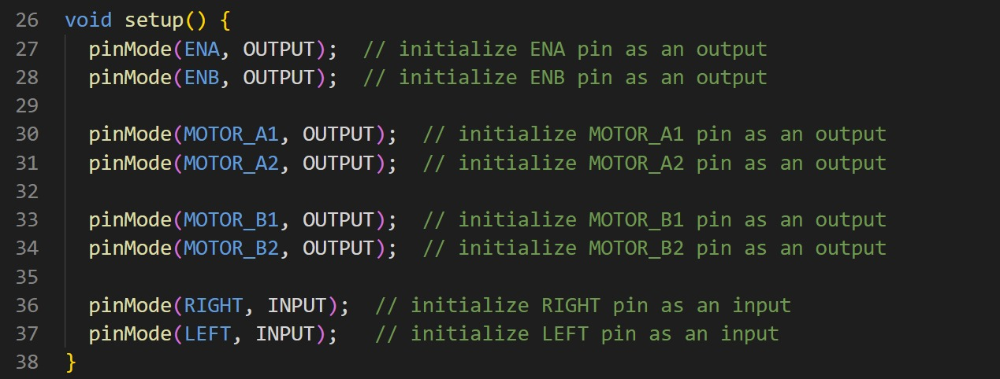 26 void setup() {
27   pinMode(ENA, OUTPUT);  // initialize ENA pin as an output
28   pinMode(ENB, OUTPUT);  // initialize ENB pin as an output
29
30   pinMode(MOTOR_A1, OUTPUT);  // initialize MOTOR_A1 pin as an output
31   pinMode(MOTOR_A2, OUTPUT);  // initialize MOTOR_A2 pin as an output
32
33   pinMode(MOTOR_B1, OUTPUT);  // initialize MOTOR_B1 pin as an output
34   pinMode(MOTOR_B2, OUTPUT);  // initialize MOTOR_B2 pin as an output
35
36   pinMode(RIGHT, INPUT);  // initialize RIGHT pin as an input
37   pinMode(LEFT, INPUT);   // initialize LEFT pin as an input
38 }